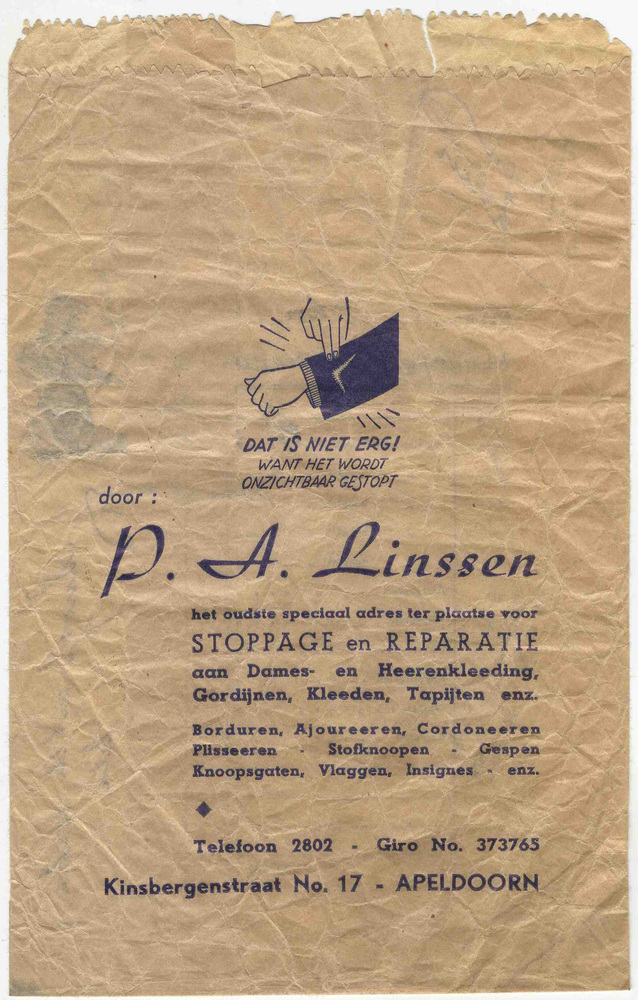 DAT IS NIET ERG!
WANT HET WORDT
ONZICHTBAAR GESTOPT
door :
P. A. Linssen
het oudste speciaal adres ter plaatse voor
STOPPAGE en REPARATIE
aan Dames- en Heerenkleeding,
Gordijnen, Kleeden, Tapijten enz.
Borduren, Ajoureeren, Cordoneeren
Plisseeren - Stofknoopen - Gespen
Knoopsgaten, Vlaggen, Insignes - enz.
Telefoon 2802 - Giro No. 373765
Kinsbergenstraat No. 17 - APELDOORN